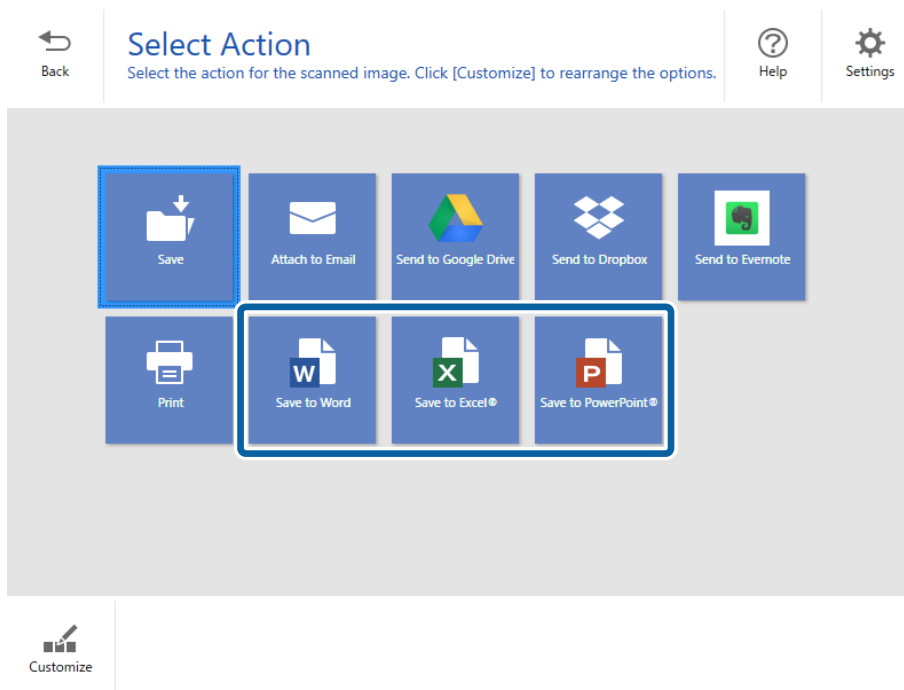 Back
Select Action
Select the action for the scanned image. Click [Customize] to rearrange the options.
Help
Settings
Save
Attach to Email
Send to Google Drive
Send to Dropbox
Send to Evernote
Print
W
Save to Word
X
Save to Excel®
P
Save to PowerPoint®
Customize